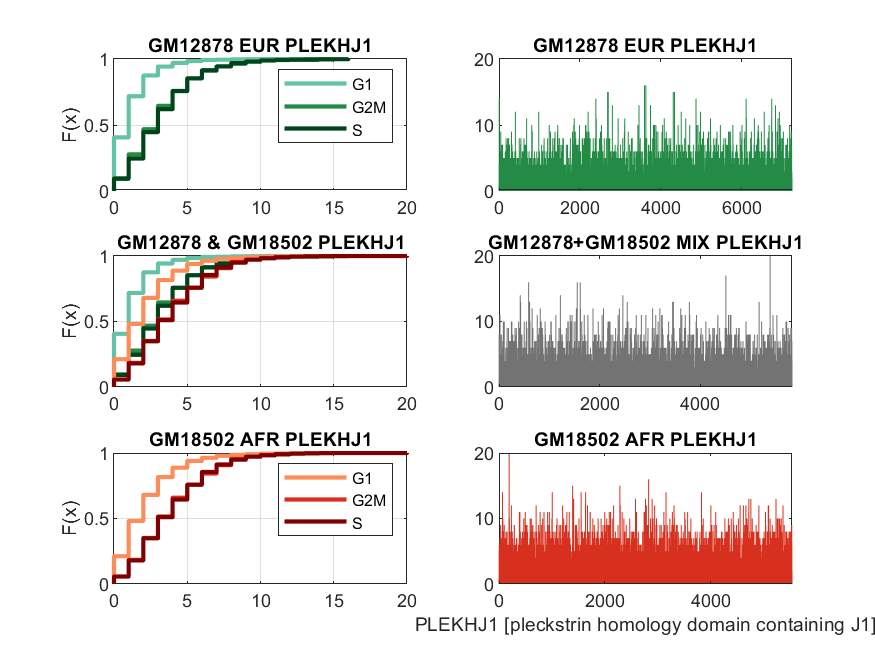 GM12878 EUR PLEKHJ1
1
0.5
0
F(x)
G1
G2M
S
0 5 10 15 20
GM12878 EUR PLEKHJ1
20
10
0
0 2000 4000 6000
GM12878 & GM18502 PLEKHJ1
1
0.5
0
F(x)
0 5 10 15 20
GM12878+GM18502 MIX PLEKHJ1
20
10
0
0 2000 4000
GM18502 AFR PLEKHJ1
1
0.5
0
F(x)
G1
G2M
S
0 5 10 15 20
GM18502 AFR PLEKHJ1
20
10
0
0 2000 4000
PLEKHJ1 [pleckstrin homology domain containing J1]